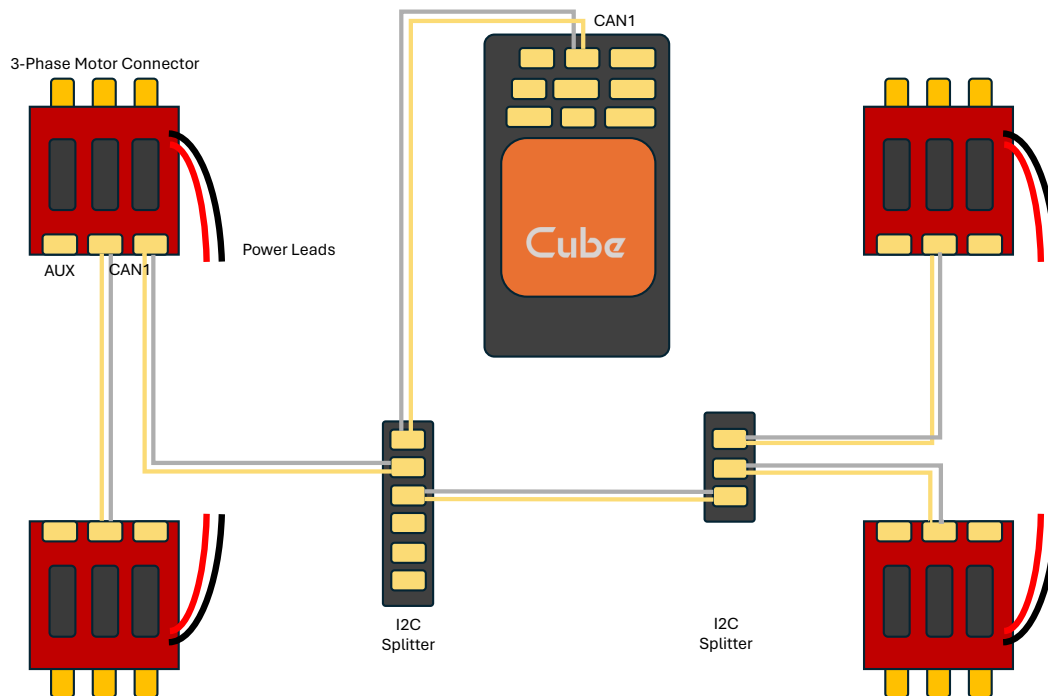 CAN1
3-Phase Motor Connector
Cube
Power Leads
AUX
CAN1
I2C
Splitter
I2C
Splitter